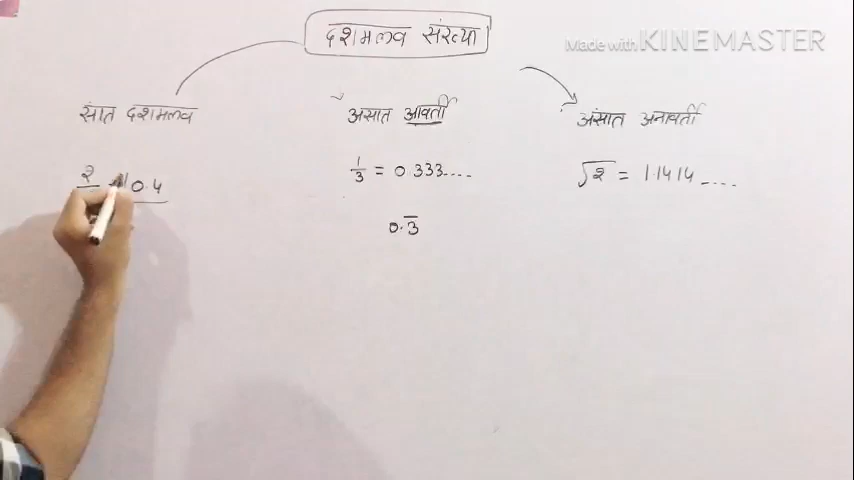 दशमलव संख्या
Made with KINEMASTER
सांत दशमलव
असांत आवर्ती
असांत अनावर्ती
2 0.4
1/3 = 0.333....
√2 = 1.1414 ....
0.3̅